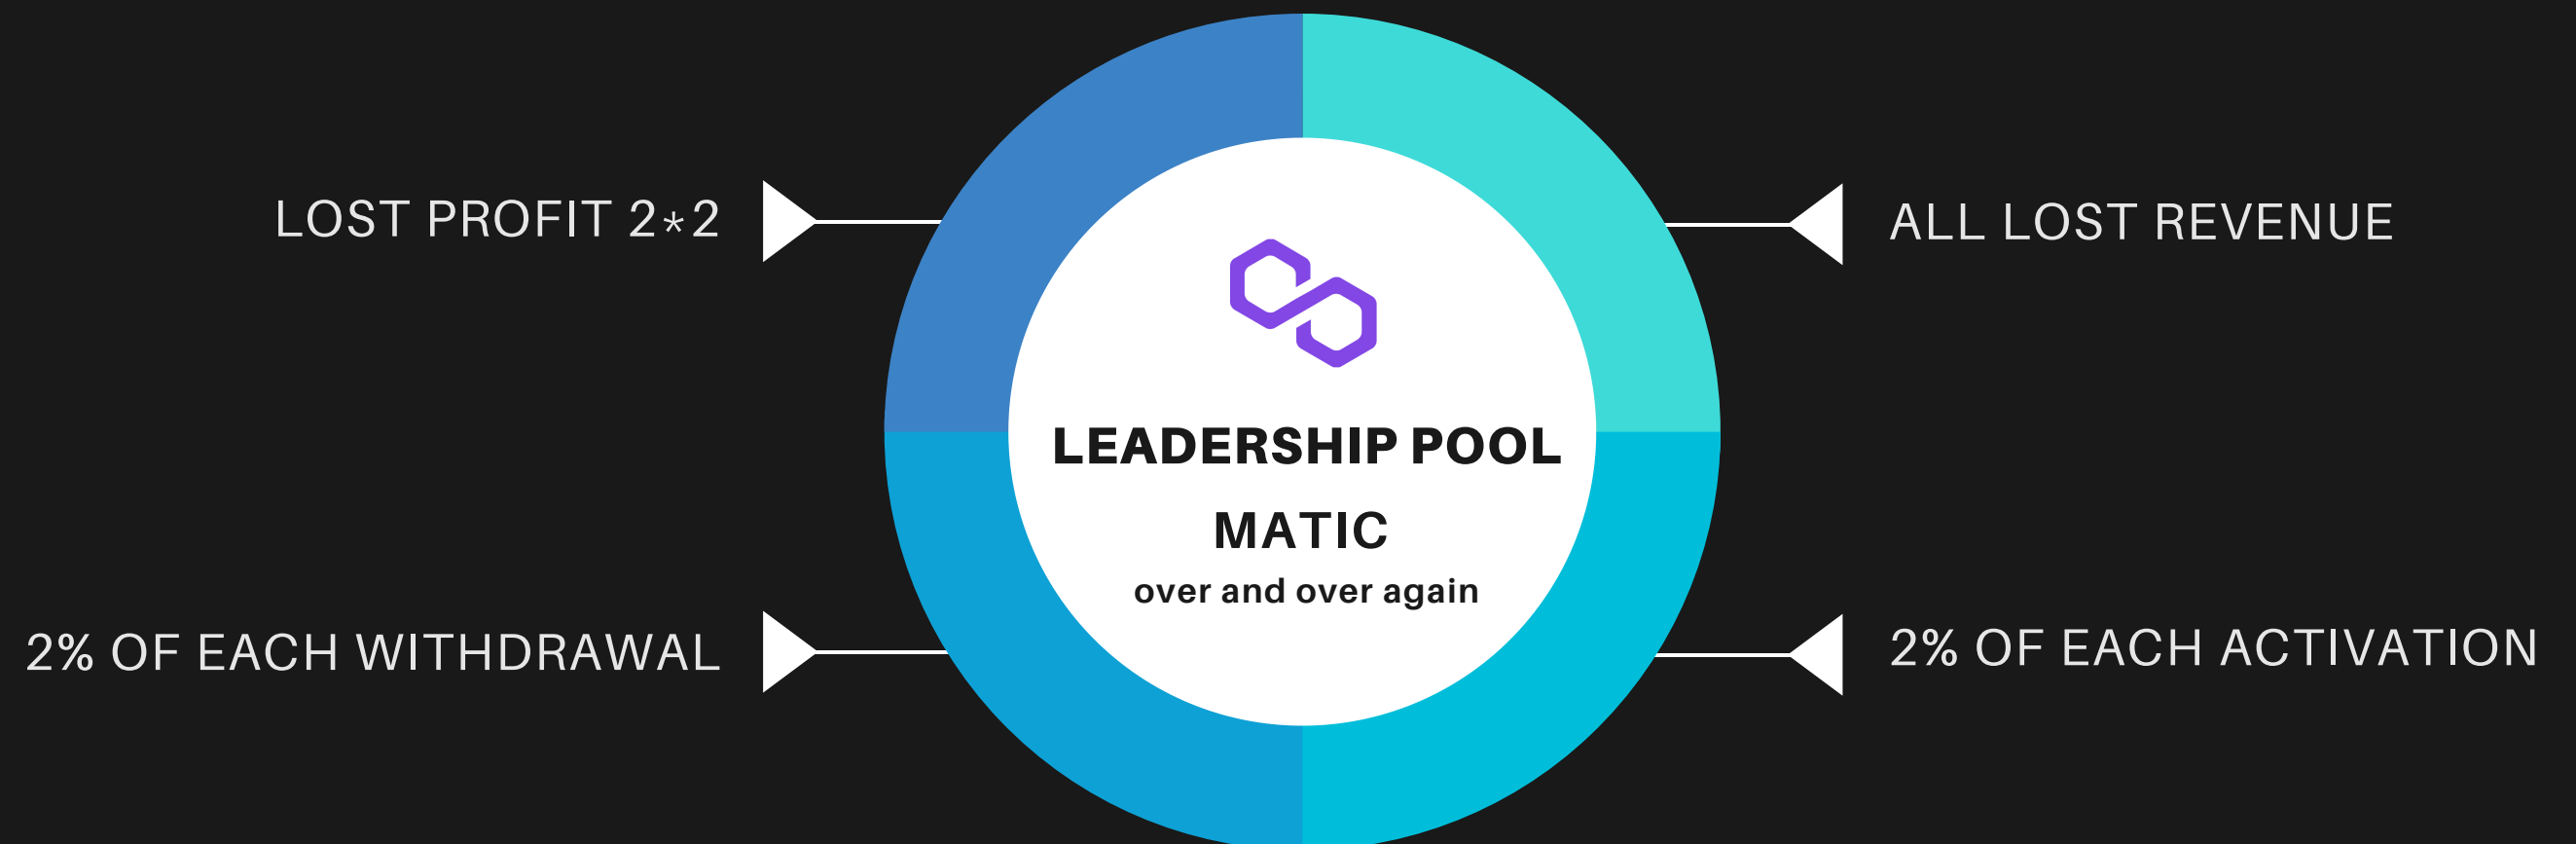 LOST PROFIT 2*2
ALL LOST REVENUE
LEADERSHIP POOL
MATIC
over and over again
2% OF EACH WITHDRAWAL
2% OF EACH ACTIVATION